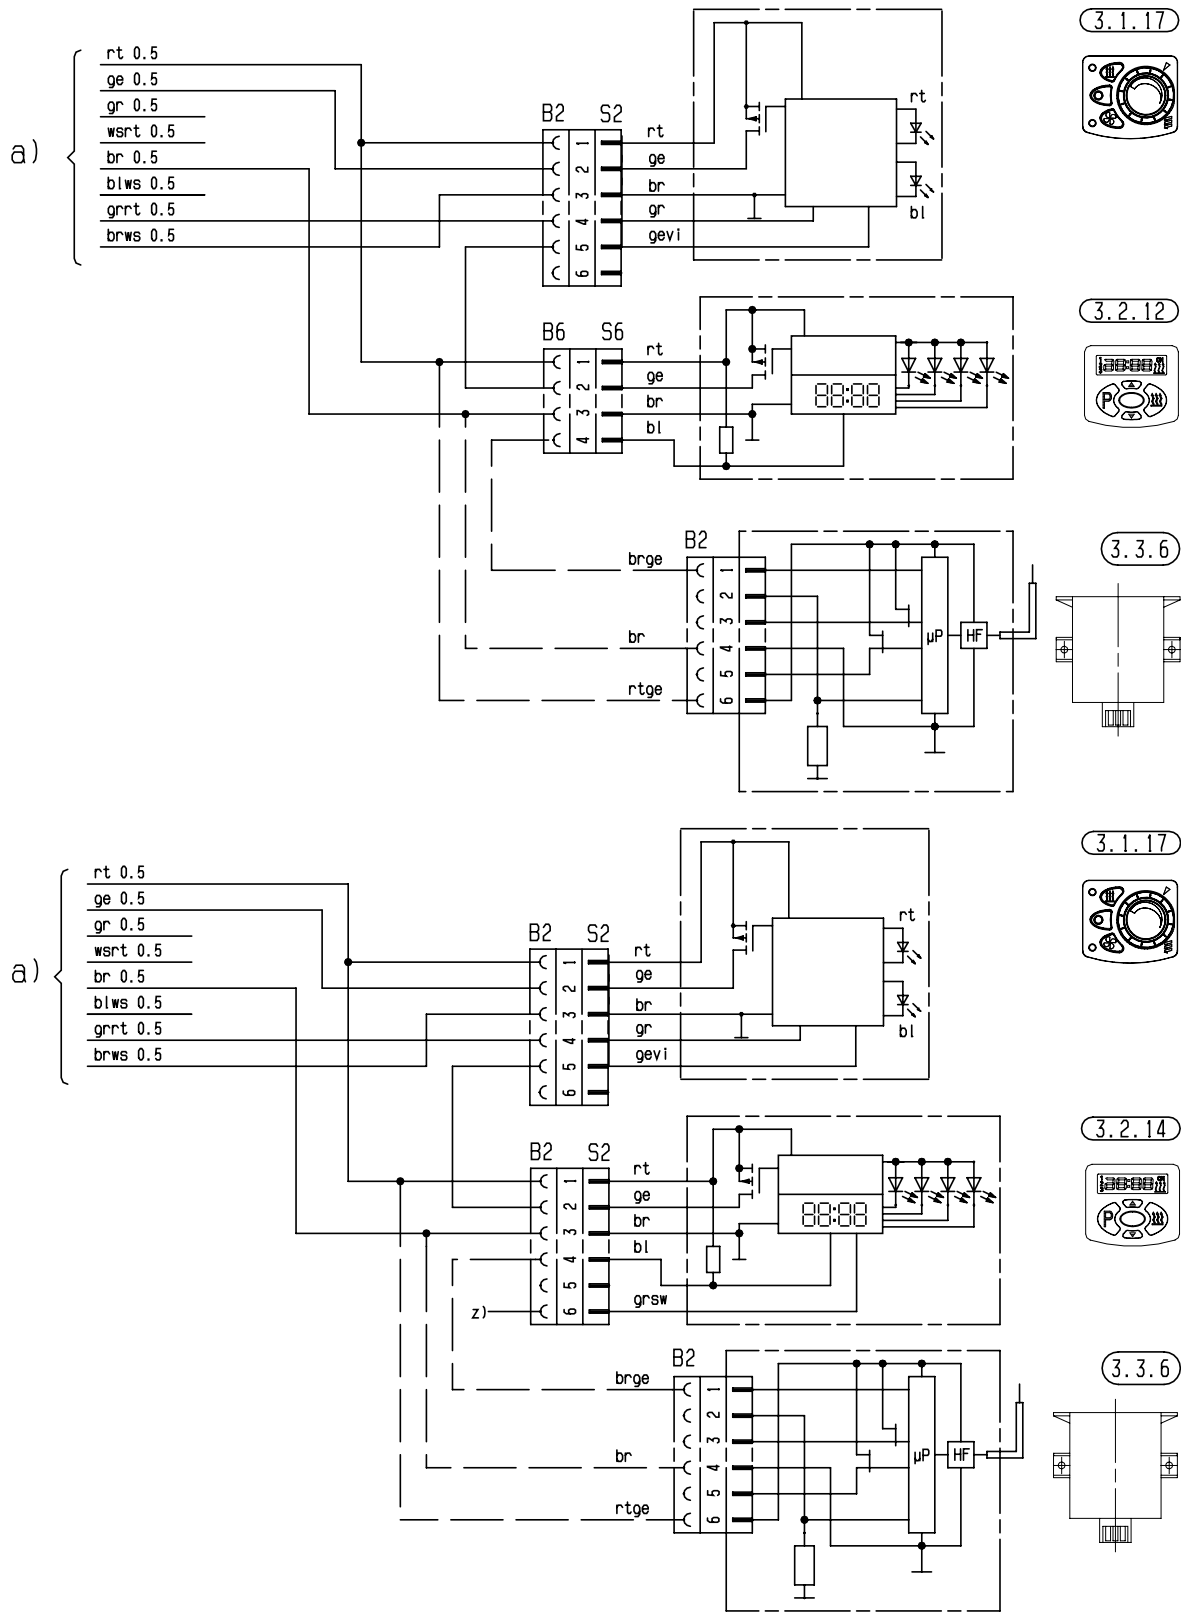 3.1.17
rt 0.5
ge 0.5
gr 0.5
wsrt 0.5
br 0.5
blws 0.5
grrt 0.5
brws 0.5
a)
B2 S2
1 rt
2 ge
3 br
4 gr
5 gevi
6
rt
bl
3.2.12
B6 S6
1 rt
2 ge
3 br
4 bl
88:88
88:88
P
3.3.6
B2
brge 1
2
3
br 4
5
rtge 6
µP
HF
3.1.17
rt 0.5
ge 0.5
gr 0.5
wsrt 0.5
br 0.5
blws 0.5
grrt 0.5
brws 0.5
a)
B2 S2
1 rt
2 ge
3 br
4 gr
5 gevi
6
rt
bl
3.2.14
B2 S2
1 rt
2 ge
3 br
4 bl
5
z) 6 grsw
88:88
88:88
P
3.3.6
B2
brge 1
2
3
br 4
5
rtge 6
µP
HF